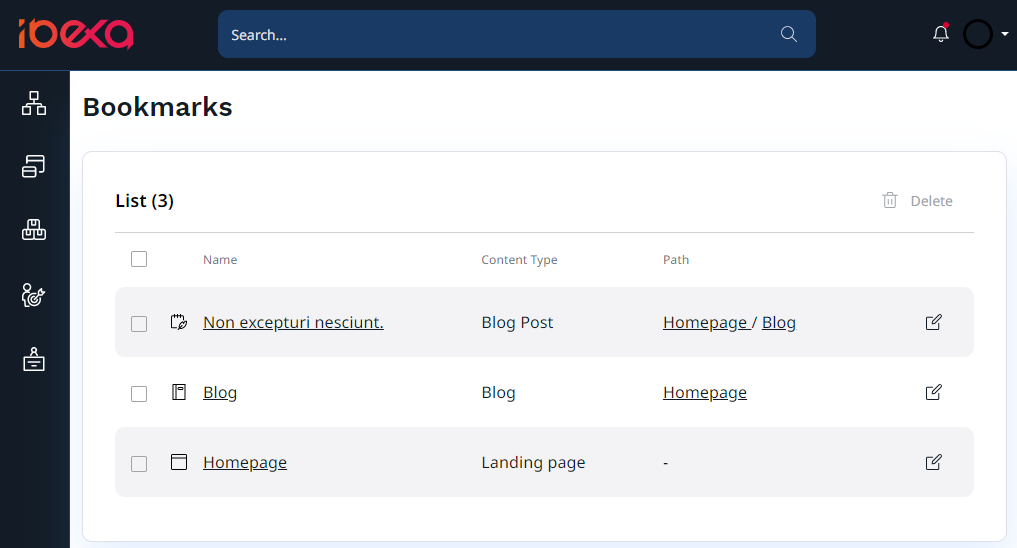 ibexa
Search...
Bookmarks
List (3)
Delete
Name Content Type Path
Non excepturi nesciunt. Blog Post Homepage / Blog
Blog Blog Homepage
Homepage Landing page -